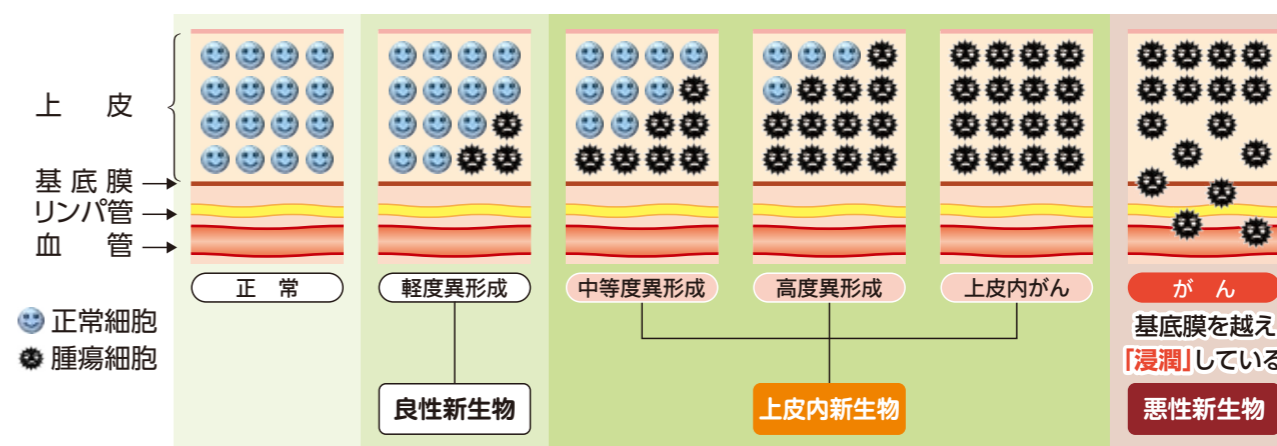 上皮
基底膜
リンパ管
血管
正常細胞
腫瘍細胞
正常
軽度異形成
中等度異形成
高度異形成
上皮内がん
がん
基底膜を越え
「浸潤」している
良性新生物
上皮内新生物
悪性新生物